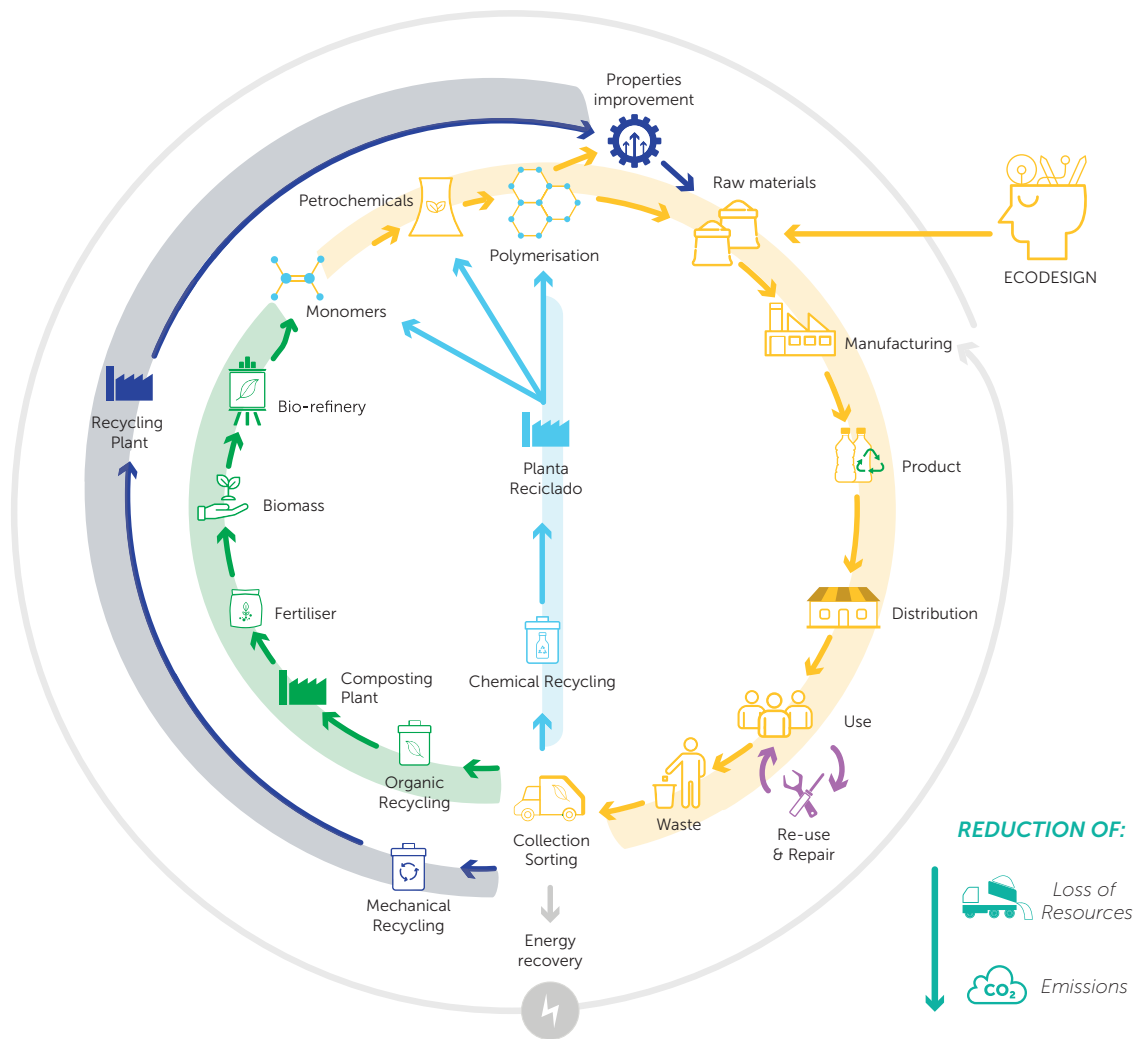 Properties
improvement
Raw materials
Petrochemicals
Polymerisation
ECODESIGN
Monomers
Manufacturing
Bio-refinery
Recycling
Plant
Product
Planta
Reciclado
Biomass
Fertiliser
Distribution
Chemical Recycling
Composting
Plant
Use
Organic
Recycling
Waste
Re-use
& Repair
Collection
Sorting
Mechanical
Recycling
Energy
recovery
REDUCTION OF:
Loss of
Resources
CO₂
Emissions